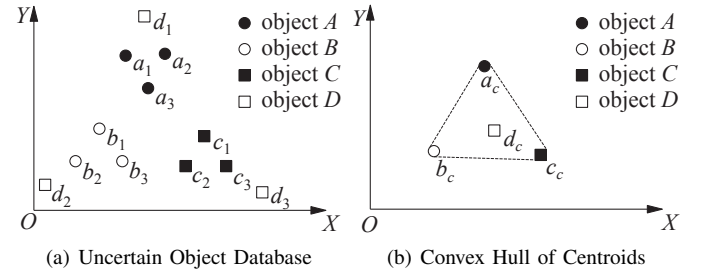 Y
d1
a1
a2
a3
object A
object B
object C
object D
b1
b2
b3
c1
c2
c3
d2
d3
O
X
(a) Uncertain Object Database
Y
ac
object A
object B
object C
object D
dc
bc
cc
O
X
(b) Convex Hull of Centroids